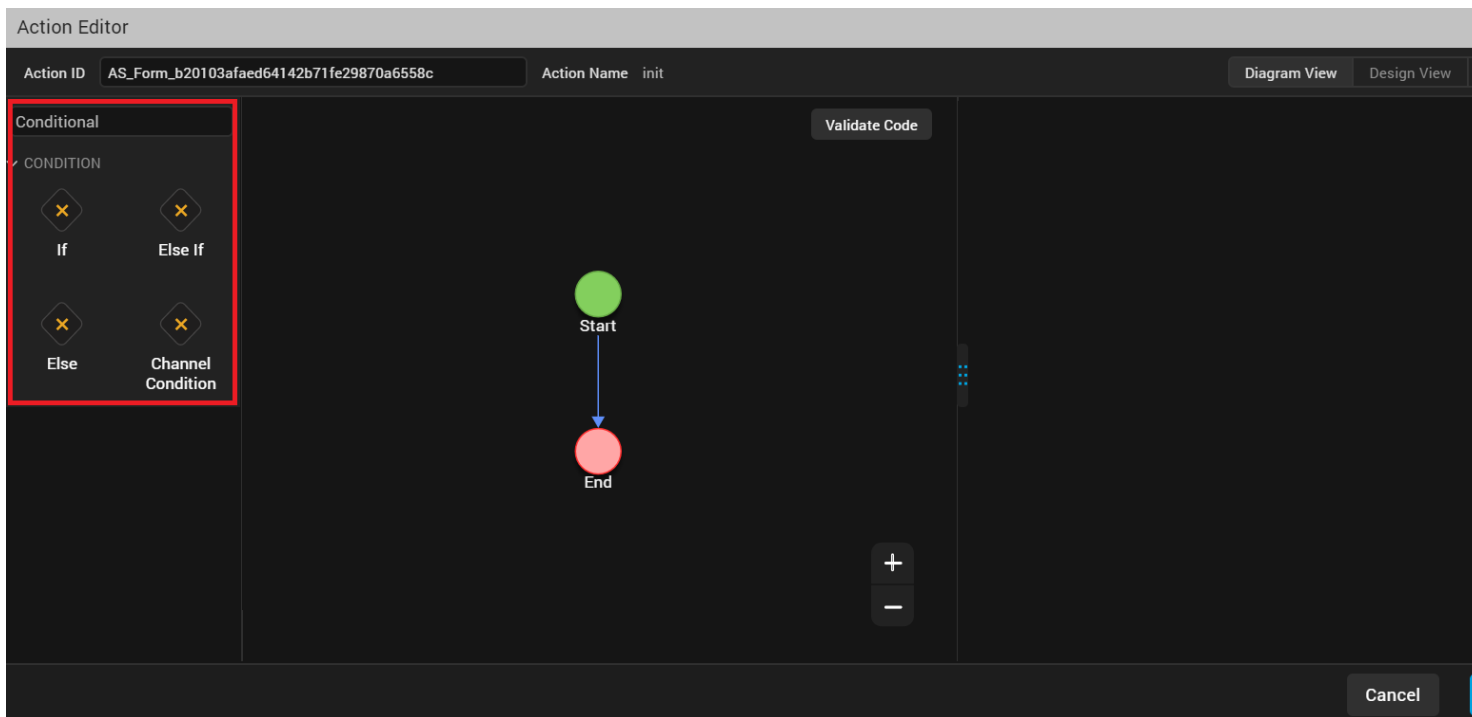 Action Editor
Action ID AS_Form_b20103afaed64142b71fe29870a6558c Action Name init Diagram View Design View
Conditional
Validate Code
CONDITION
If Else If
Start
Else Channel
Condition
End
+
−
Cancel